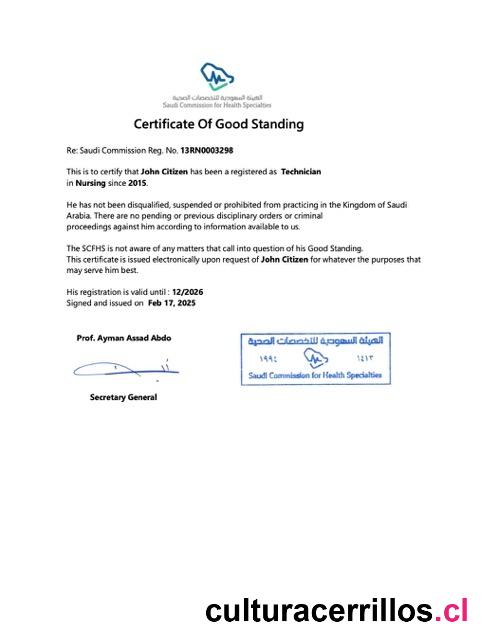 الهيئة السعودية للتخصصات الصحية
Saudi Commission for Health Specialties
Certificate Of Good Standing
Re: Saudi Commission Reg. No. 13RN0003298
This is to certify that John Citizen has been a registered as Technician
in Nursing since 2015.
He has not been disqualified, suspended or prohibited from practicing in the Kingdom of Saudi
Arabia. There are no pending or previous disciplinary orders or criminal
proceedings against him according to information available to us.
The SCFHS is not aware of any matters that call into question of his Good Standing.
This certificate is issued electronically upon request of John Citizen for whatever the purposes that
may serve him best.
His registration is valid until : 12/2026
Signed and issued on Feb 17, 2025
Prof. Ayman Assad Abdo
Secretary General
الهيئة السعودية للتخصصات الصحية
١٩٩٤ ١٤١٣
Saudi Commission for Health Specialties
culturacerrillos.cl